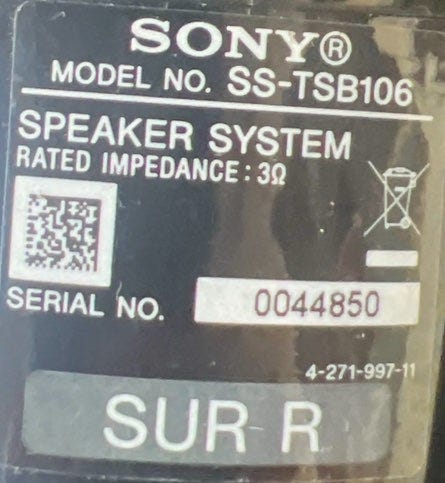 SONY®
MODEL NO. SS-TSB106
SPEAKER SYSTEM
RATED IMPEDANCE: 3Ω
SERIAL NO. 0044850
4-271-997-11
SUR R